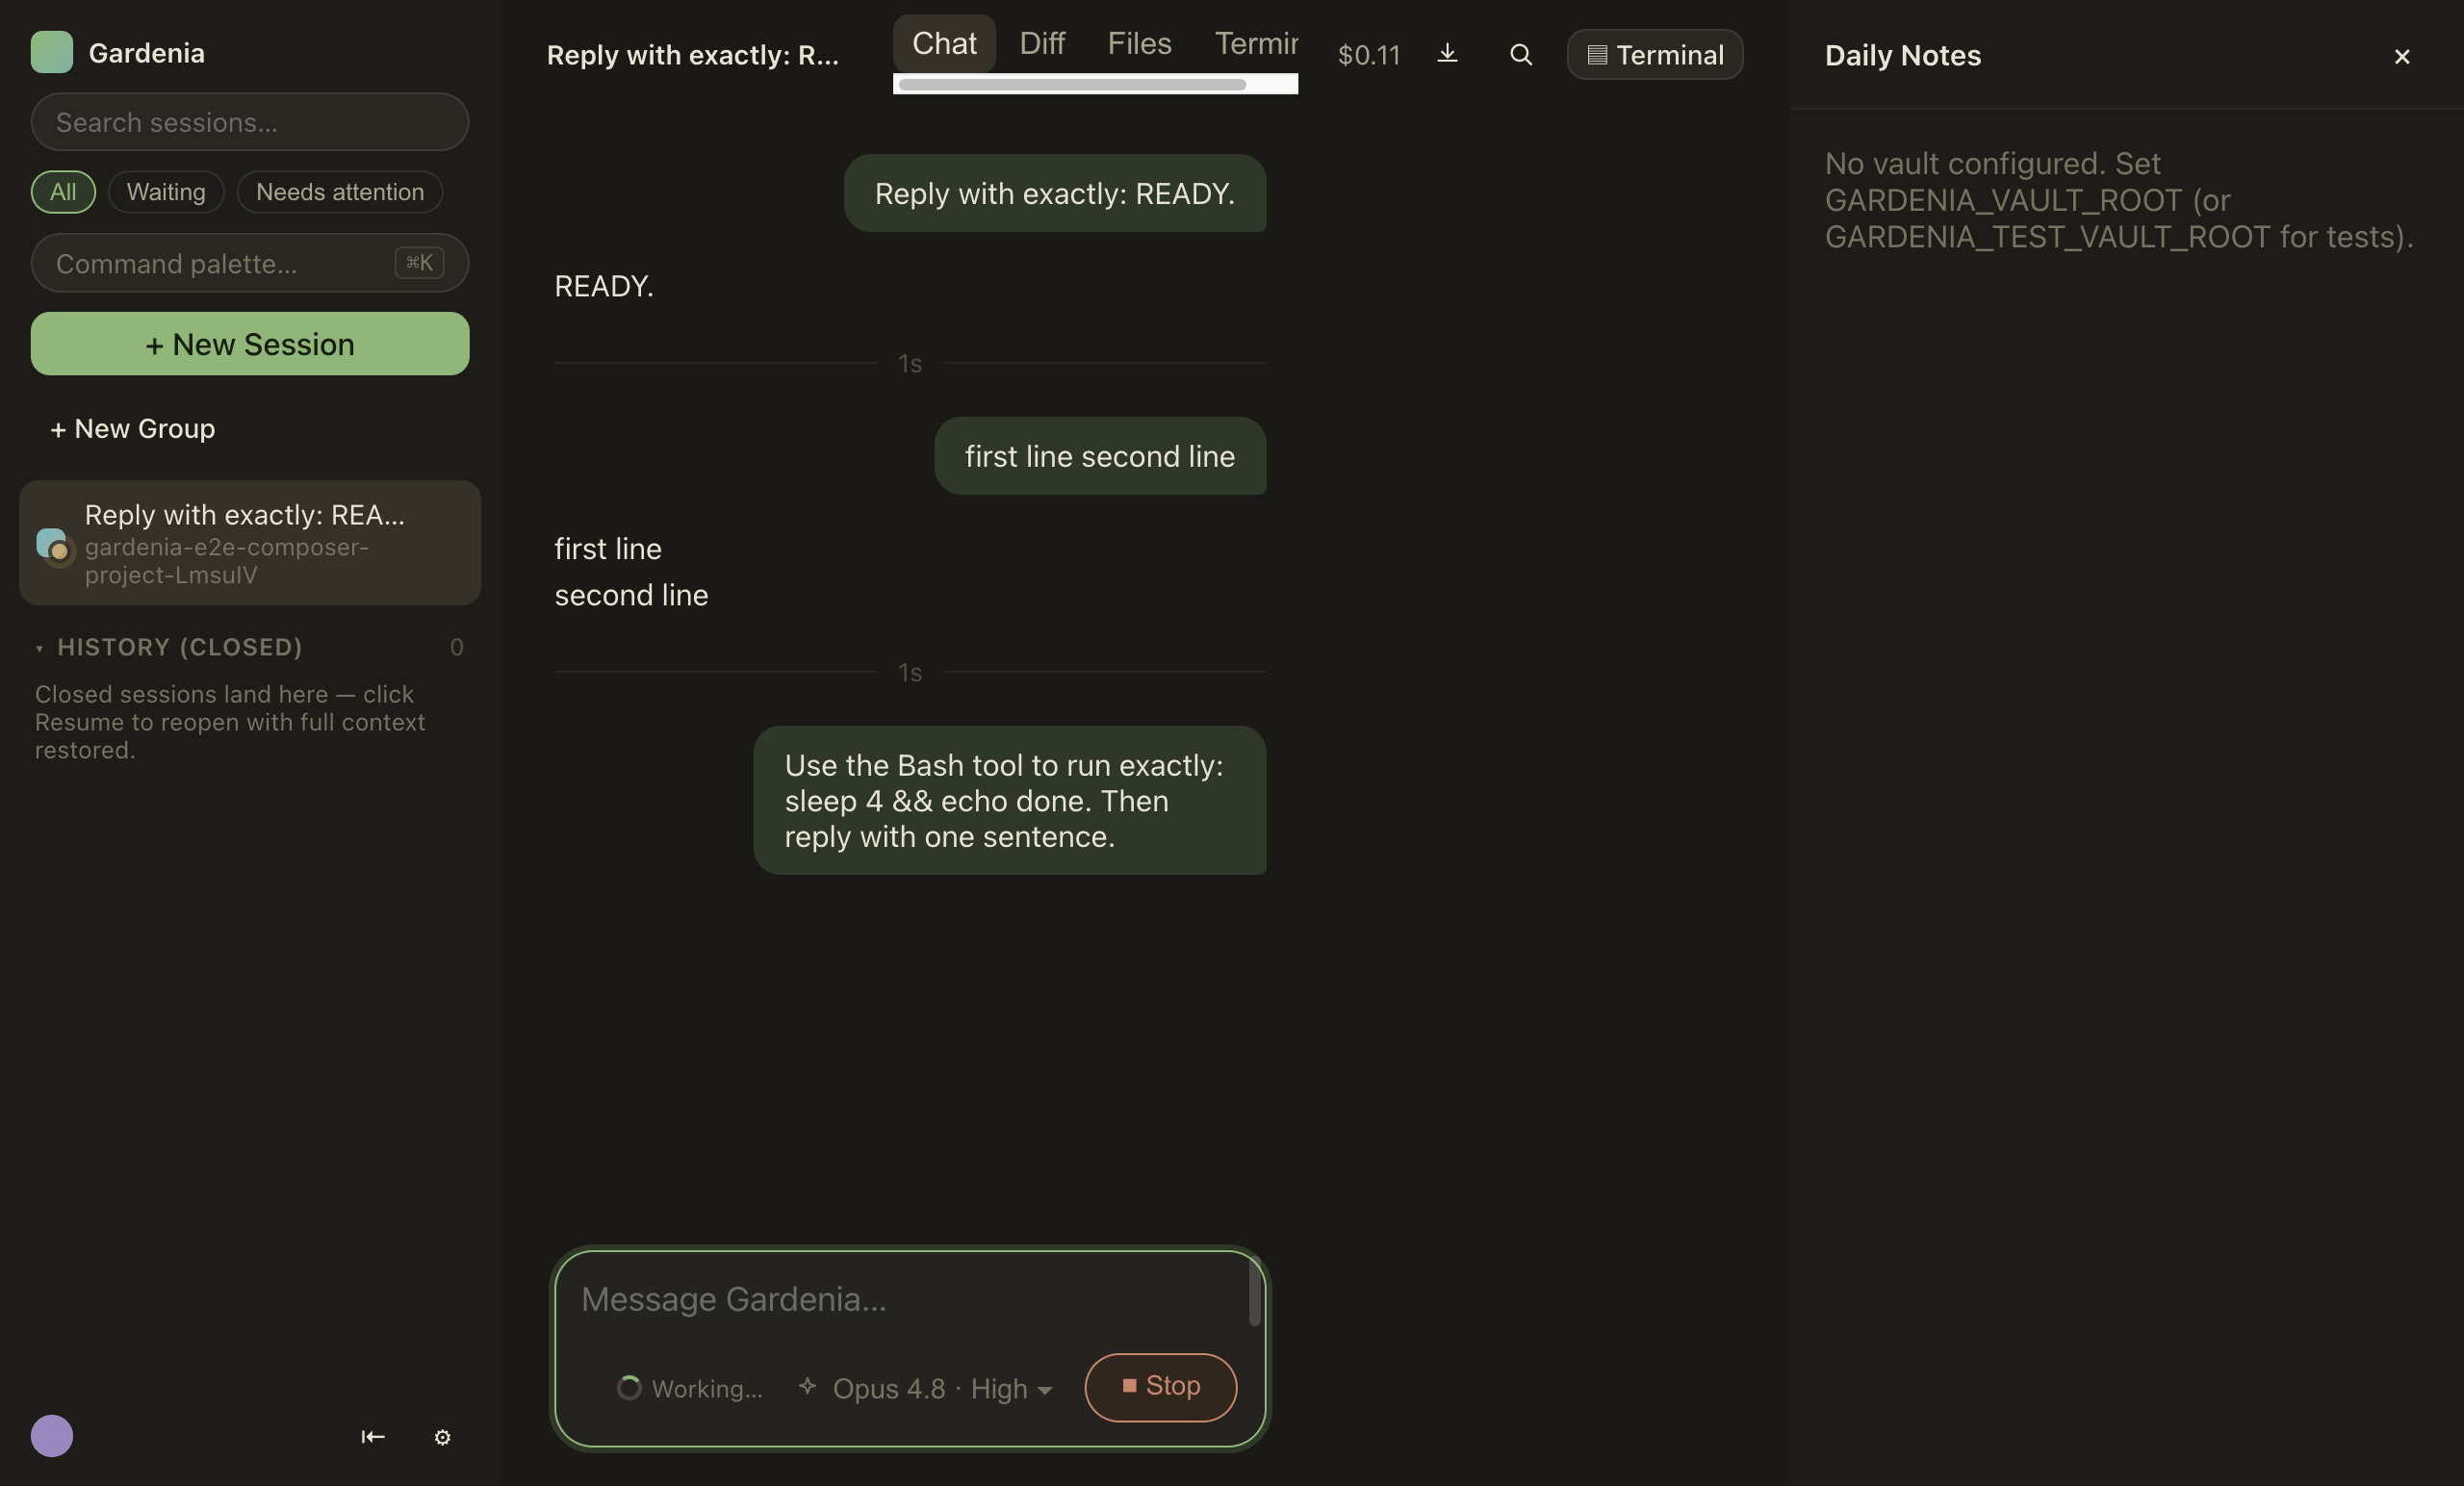 Gardenia
Search sessions...
All
Waiting
Needs attention
Command palette...
⌘K
+ New Session
+ New Group
Reply with exactly: REA...
gardenia-e2e-composer-
project-LmsuIV
HISTORY (CLOSED)
0
Closed sessions land here — click
Resume to reopen with full context
restored.
Reply with exactly: R...
Chat
Diff
Files
Termin
$0.11
Terminal
Reply with exactly: READY.
READY.
1s
first line second line
first line
second line
1s
Use the Bash tool to run exactly:
sleep 4 && echo done. Then
reply with one sentence.
Message Gardenia...
Working...
Opus 4.8 · High
Stop
Daily Notes
No vault configured. Set
GARDENIA_VAULT_ROOT (or
GARDENIA_TEST_VAULT_ROOT for tests).